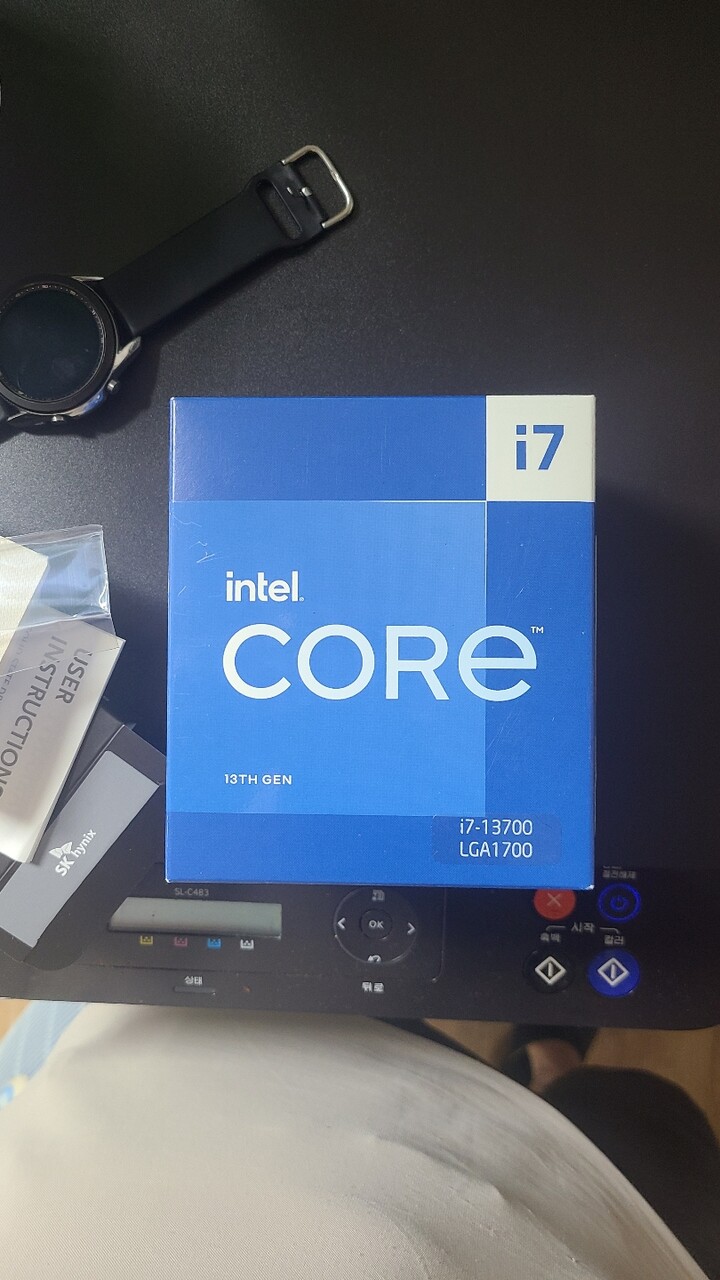 i7
intel.
CORE™
13TH GEN
i7-13700
LGA1700
USER
INSTRUCTIONS
SK hynix
SL-C483
OK
상태
뒤로
시작
흑백
컬러